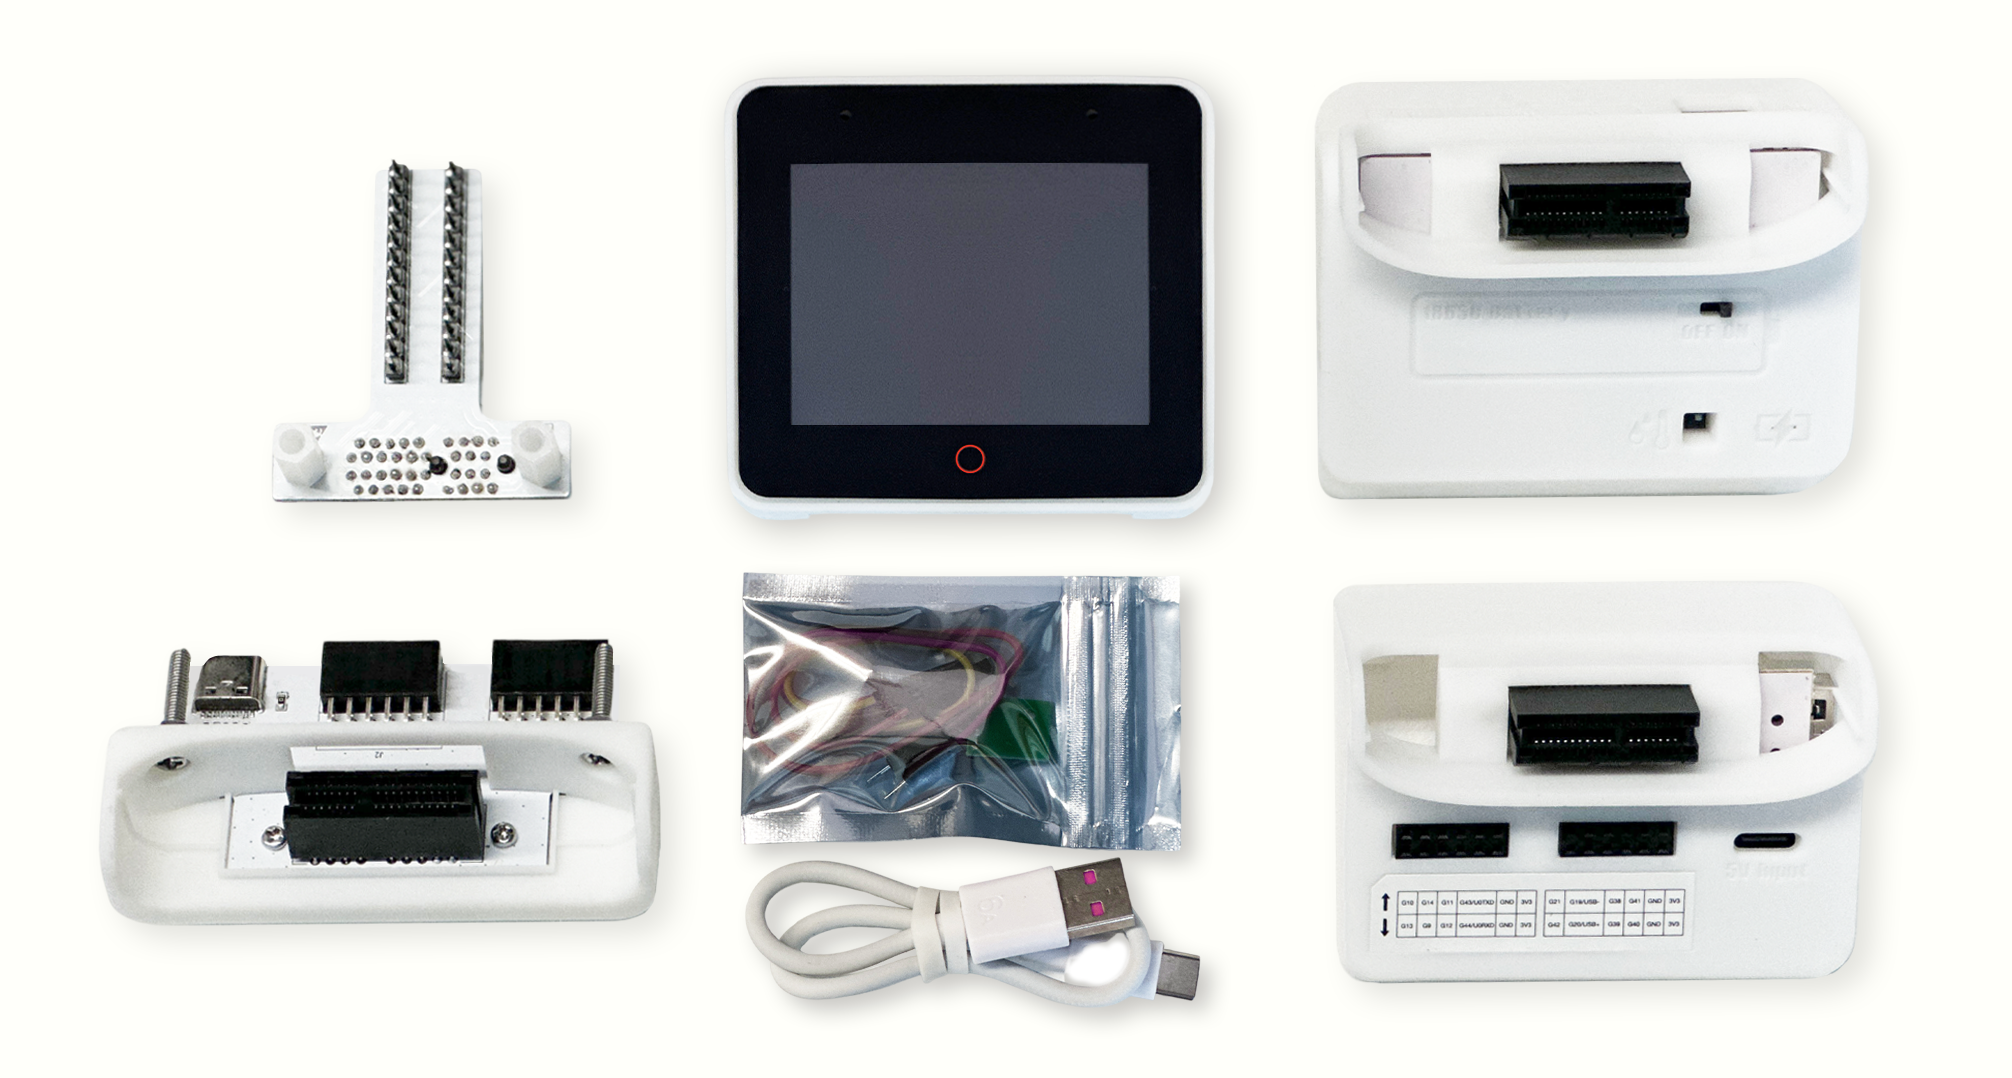 18650 Battery
OFF ON
J2
5V Input
G10 G14 G11 G43/U0TXD GND 3V3 G21 G19/USB- G38 G41 GND 3V3
G13 G9 G12 G44/U0RXD GND 3V3 G42 G20/USB+ G39 G40 GND 3V3